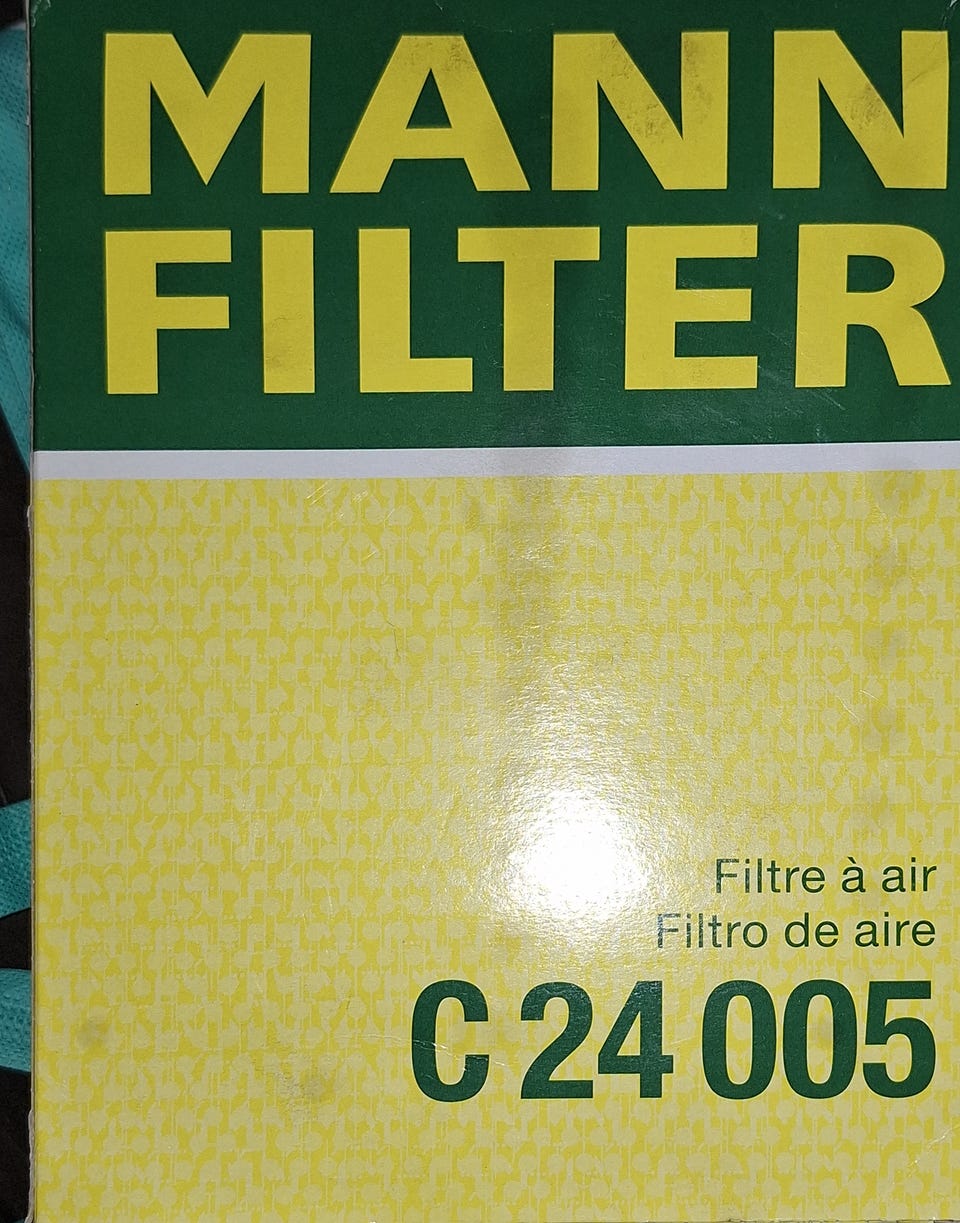 MANN
FILTER
Filtre à air
Filtro de aire
C 24 005